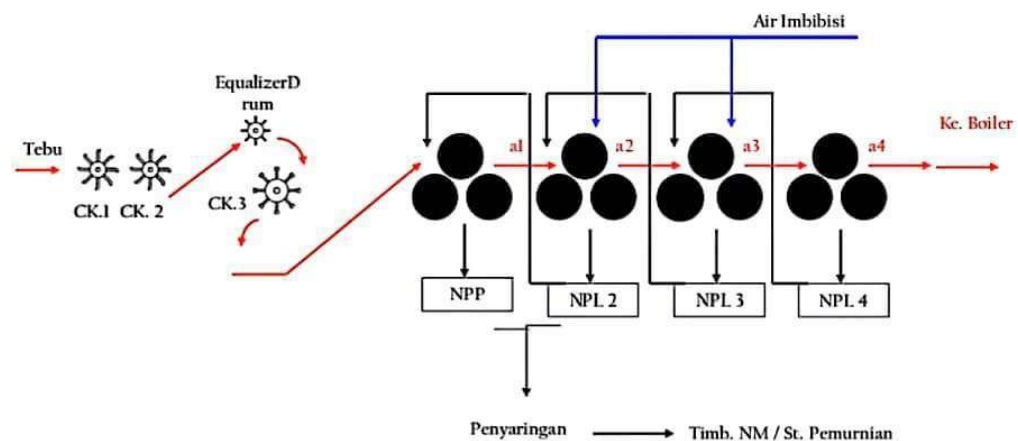 Air Imbibisi
EqualizerD
rum
Ke. Boiler
Tebu
a1
a2
a3
a4
CK.1 CK. 2
CK.3
NPP
NPL 2
NPL 3
NPL 4
Penyaringan
Timb. NM / St. Pemurnian